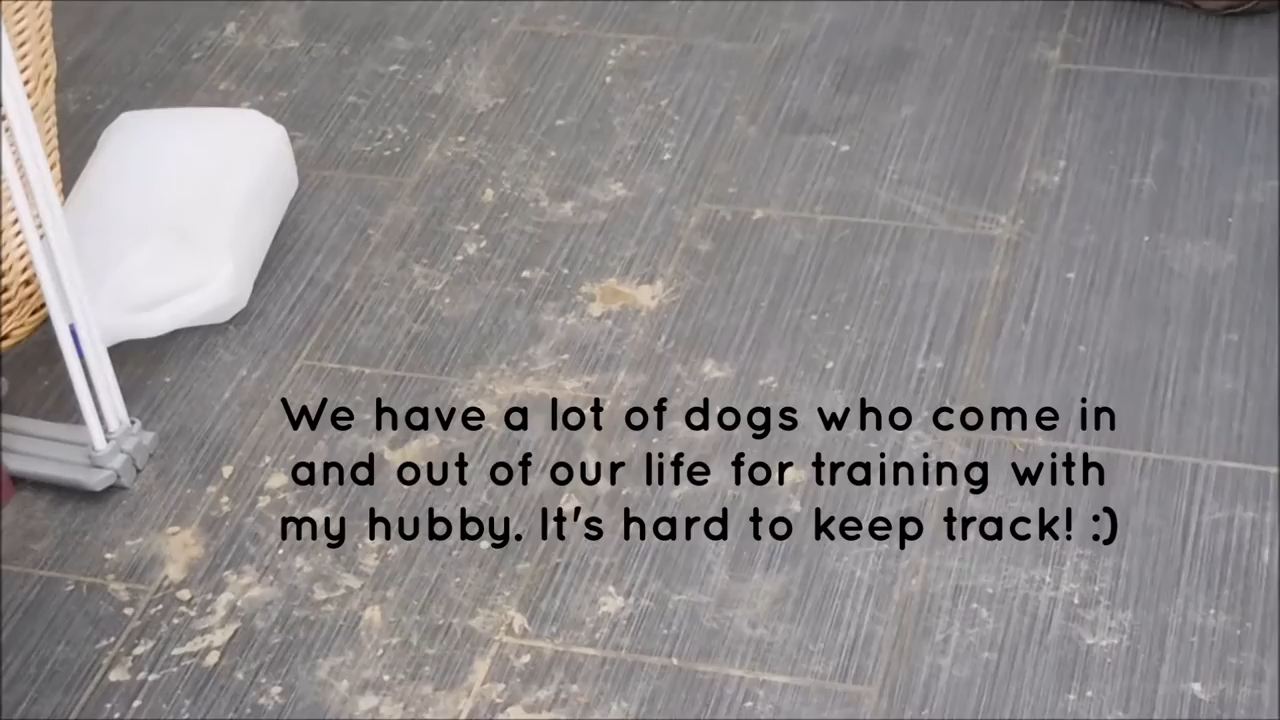 We have a lot of dogs who come in
and out of our life for training with
my hubby. It's hard to keep track! :)